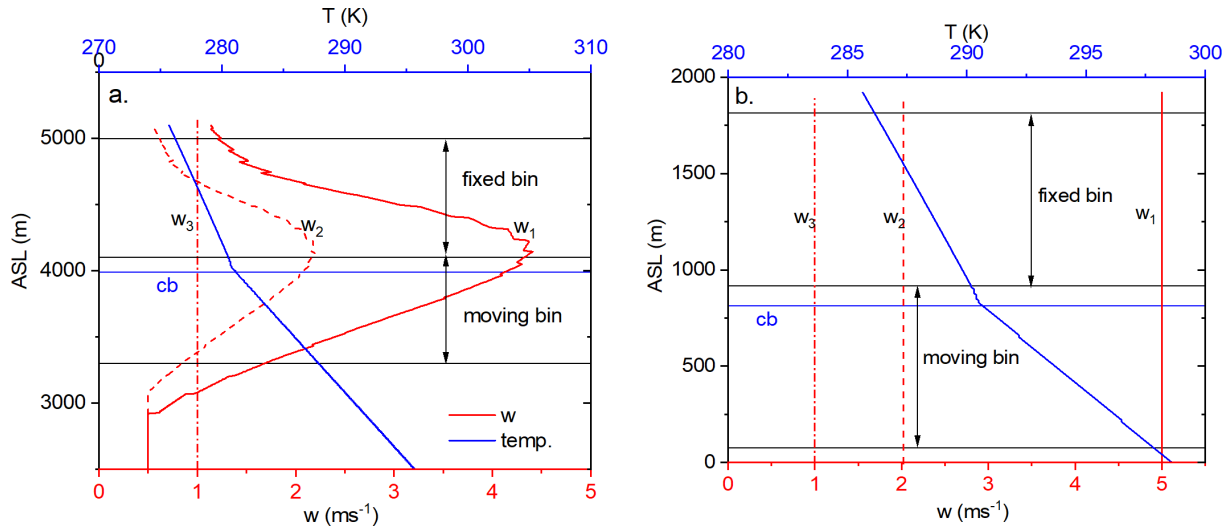 T (K)
270 280 290 300 310
0
a.
5000
4000
3000
ASL (m)
fixed bin
moving bin
w3
w2
w1
cb
w
temp.
0 1 2 3 4 5
w (ms-1)
T (K)
280 285 290 295 300
b.
2000
1500
1000
500
0
ASL (m)
fixed bin
moving bin
w3
w2
w1
cb
0 1 2 3 4 5
w (ms-1)